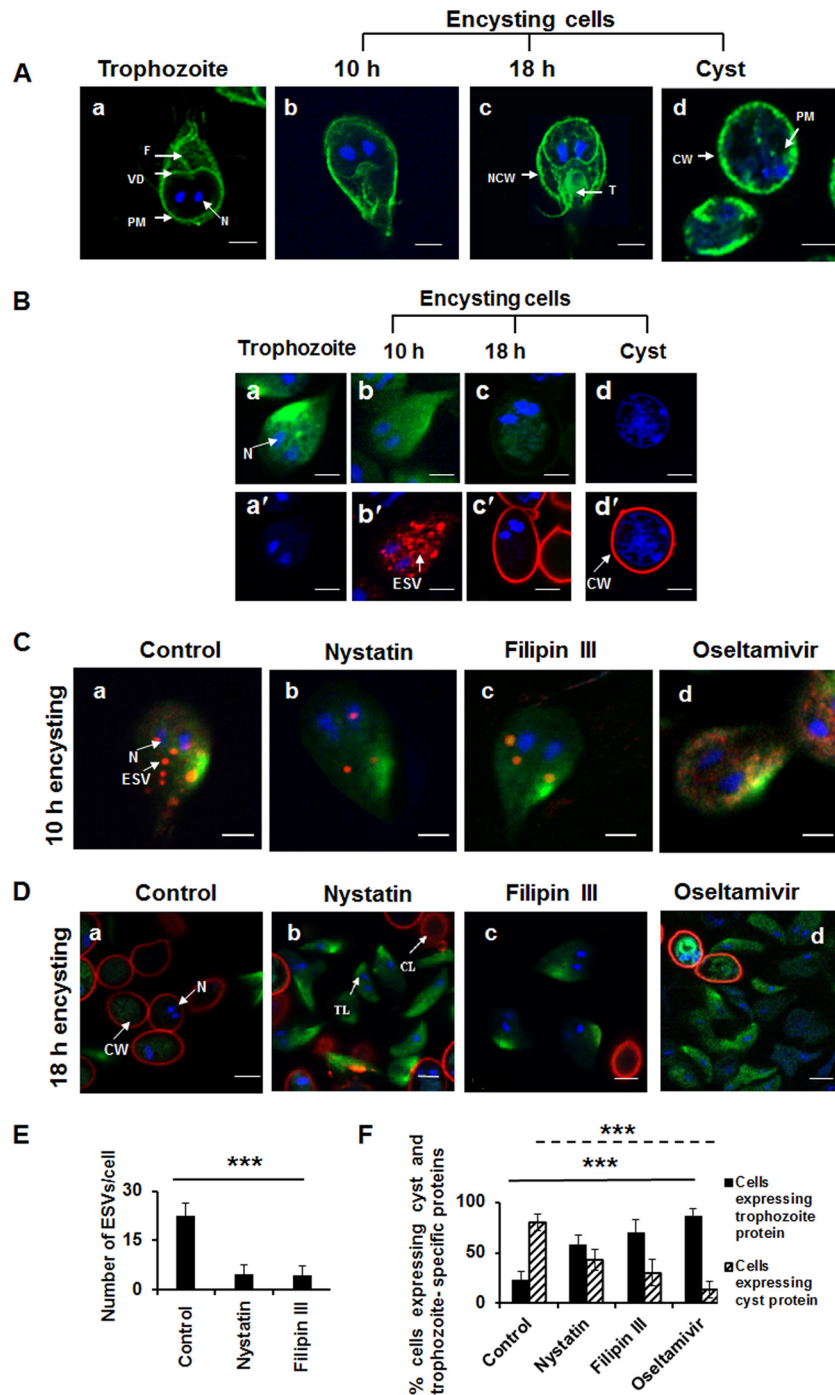 Encysting cells
A
Trophozoite 10 h 18 h Cyst
a b c d
F
VD
PM
N
NCW
T
PM
CW
B
Encysting cells
Trophozoite 10 h 18 h Cyst
a b c d
N
a′ b′ c′ d′
ESV
CW
C
Control Nystatin Filipin III Oseltamivir
10 h encysting
a b c d
N
ESV
D
Control Nystatin Filipin III Oseltamivir
18 h encysting
a b c d
N
CW
TL
CL
E
Number of ESVs/cell
***
30
15
0
Control Nystatin Filipin III
F
% cells expressing cyst and
trophozoite- specific proteins
***
***
100
50
0
Control Nystatin Filipin III Oseltamivir
Cells
expressing
trophozoite
protein
Cells
expressing
cyst protein